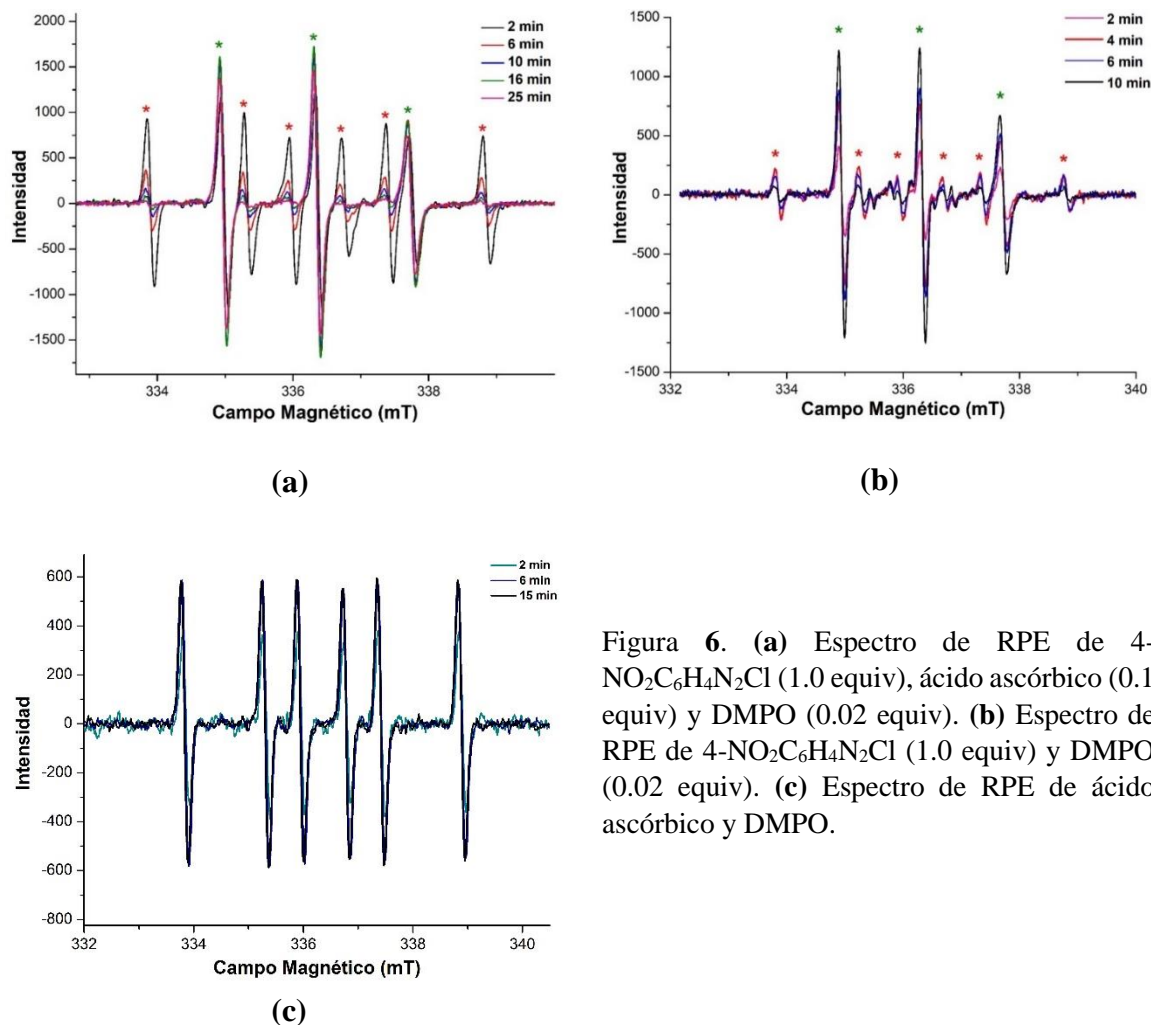 2000
1500
1000
500
0
-500
-1000
-1500
Intensidad
334
336
338
Campo Magnético (mT)
2 min
6 min
10 min
16 min
25 min
*
*
*
*
*
*
*
*
*
(a)
1500
1000
500
0
-500
-1000
-1500
Intensidad
332
334
336
338
340
Campo Magnético (mT)
2 min
4 min
6 min
10 min
*
*
*
*
*
*
*
*
*
(b)
600
400
200
0
-200
-400
-600
-800
Intensidad
332
334
336
338
340
Campo Magnético (mT)
2 min
6 min
15 min
(c)
Figura 6. (a) Espectro de RPE de 4-
NO₂C₆H₄N₂Cl (1.0 equiv), ácido ascórbico (0.1
equiv) y DMPO (0.02 equiv). (b) Espectro de
RPE de 4-NO₂C₆H₄N₂Cl (1.0 equiv) y DMPO
(0.02 equiv). (c) Espectro de RPE de ácido
ascórbico y DMPO.